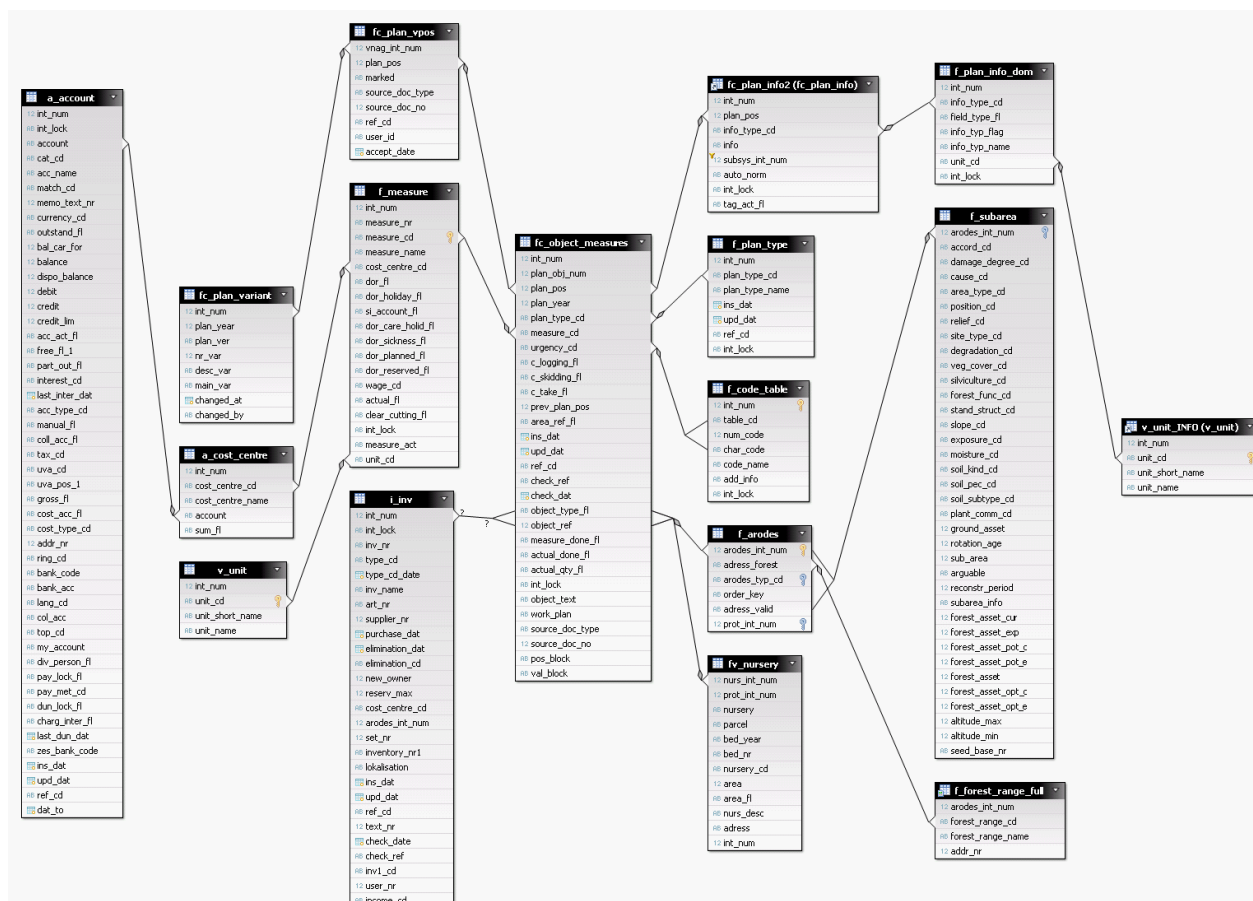 a_account
int_num
int_lock
account
cat_cd
acc_name
match_cd
memo_text_nr
currency_cd
outstand_fl
bal_car_for
balance
dispo_balance
debit
credit
credit_lim
acc_act_fl
free_fl_1
part_out_fl
interest_cd
last_inter_dat
acc_type_cd
manual_fl
coll_acc_fl
tax_cd
uva_cd
uva_pos_1
gross_fl
cost_acc_fl
cost_type_cd
addr_nr
ring_cd
bank_code
bank_acc
lang_cd
col_acc
top_cd
my_account
div_person_fl
pay_lock_fl
pay_met_cd
dun_lock_fl
charg_inter_fl
last_dun_dat
zes_bank_code
ins_dat
upd_dat
ref_cd
dat_to
fc_plan_variant
int_num
plan_year
plan_ver
nr_var
desc_var
main_var
changed_at
changed_by
a_cost_centre
int_num
cost_centre_cd
cost_centre_name
account
sum_fl
v_unit
int_num
unit_cd
unit_short_name
unit_name
fc_plan_vpos
vnag_int_num
plan_pos
marked
source_doc_type
source_doc_no
ref_cd
user_id
accept_date
f_measure
int_num
measure_nr
measure_cd
measure_name
cost_centre_cd
dor_fl
dor_holiday_fl
si_account_fl
dor_care_holid_fl
dor_sickness_fl
dor_planned_fl
dor_reserved_fl
wage_cd
actual_fl
clear_cutting_fl
int_lock
measure_act
unit_cd
i_inv
int_num
int_lock
inv_nr
type_cd
type_cd_date
inv_name
art_nr
supplier_nr
purchase_dat
elimination_dat
elimination_cd
new_owner
reserv_max
cost_centre_cd
arodes_int_num
set_nr
inventory_nr1
lokalisation
ins_dat
upd_dat
ref_cd
text_nr
check_date
check_ref
inv1_cd
user_nr
income_cd
?
?
fc_object_measures
int_num
plan_obj_num
plan_pos
plan_year
plan_type_cd
measure_cd
urgency_cd
c_logging_fl
c_skidding_fl
c_take_fl
prev_plan_pos
area_ref_fl
ins_dat
upd_dat
ref_cd
check_ref
check_dat
object_type_fl
object_ref
measure_done_fl
actual_done_fl
actual_qty_fl
int_lock
object_text
work_plan
source_doc_type
source_doc_no
pos_block
val_block
fc_plan_info2 (fc_plan_info)
int_num
plan_pos
info_type_cd
info
subsys_int_num
auto_norm
int_lock
tag_act_fl
f_plan_type
int_num
plan_type_cd
plan_type_name
ins_dat
upd_dat
ref_cd
int_lock
f_code_table
int_num
table_cd
num_code
char_code
code_name
add_info
int_lock
f_arodes
arodes_int_num
adress_forest
arodes_typ_cd
order_key
adress_valid
prot_int_num
fv_nursery
nurs_int_num
prot_int_num
nursery
parcel
bed_year
bed_nr
nursery_cd
area
area_fl
nurs_desc
adress
int_num
f_plan_info_dom
int_num
info_type_cd
field_type_fl
info_typ_flag
info_typ_name
unit_cd
int_lock
f_subarea
arodes_int_num
accord_cd
damage_degree_cd
cause_cd
area_type_cd
position_cd
relief_cd
site_type_cd
degradation_cd
veg_cover_cd
silviculture_cd
forest_func_cd
stand_struct_cd
slope_cd
exposure_cd
moisture_cd
soil_kind_cd
soil_pec_cd
soil_subtype_cd
plant_comm_cd
ground_asset
rotation_age
sub_area
arguable
reconstr_period
subarea_info
forest_asset_cur
forest_asset_exp
forest_asset_pot_c
forest_asset_pot_e
forest_asset
forest_asset_opt_c
forest_asset_opt_e
altitude_max
altitude_min
seed_base_nr
f_forest_range_full
arodes_int_num
forest_range_cd
forest_range_name
addr_nr
v_unit_INFO (v_unit)
int_num
unit_cd
unit_short_name
unit_name